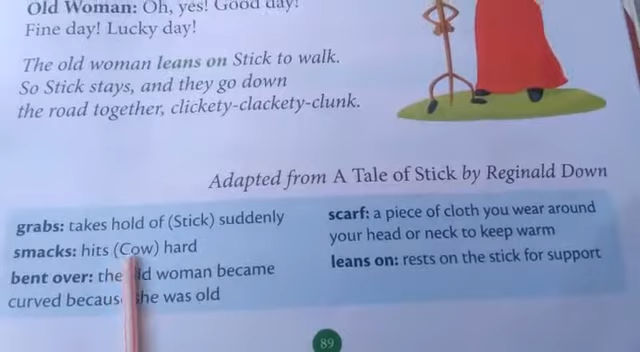 Old Woman: Oh, yes! Good day!
Fine day! Lucky day!
The old woman leans on Stick to walk.
So Stick stays, and they go down
the road together, clickety-clackety-clunk.
Adapted from A Tale of Stick by Reginald Down
grabs: takes hold of (Stick) suddenly
smacks: hits (Cow) hard
bent over: the old woman became
curved because she was old
scarf: a piece of cloth you wear around
your head or neck to keep warm
leans on: rests on the stick for support
89